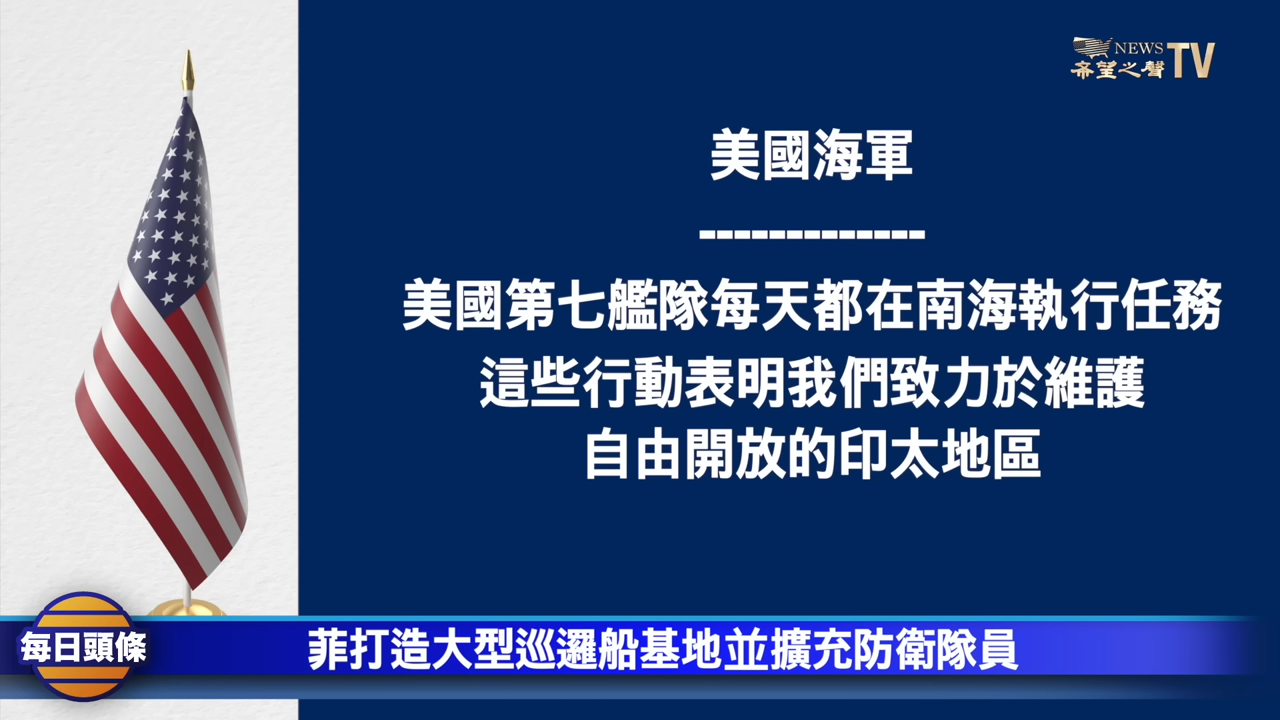 NEWS
希望之聲TV
美國海軍
-------------
美國第七艦隊每天都在南海執行任務
這些行動表明我們致力於維護
自由開放的印太地區
每日頭條
菲打造大型巡邏船基地並擴充防衛隊員